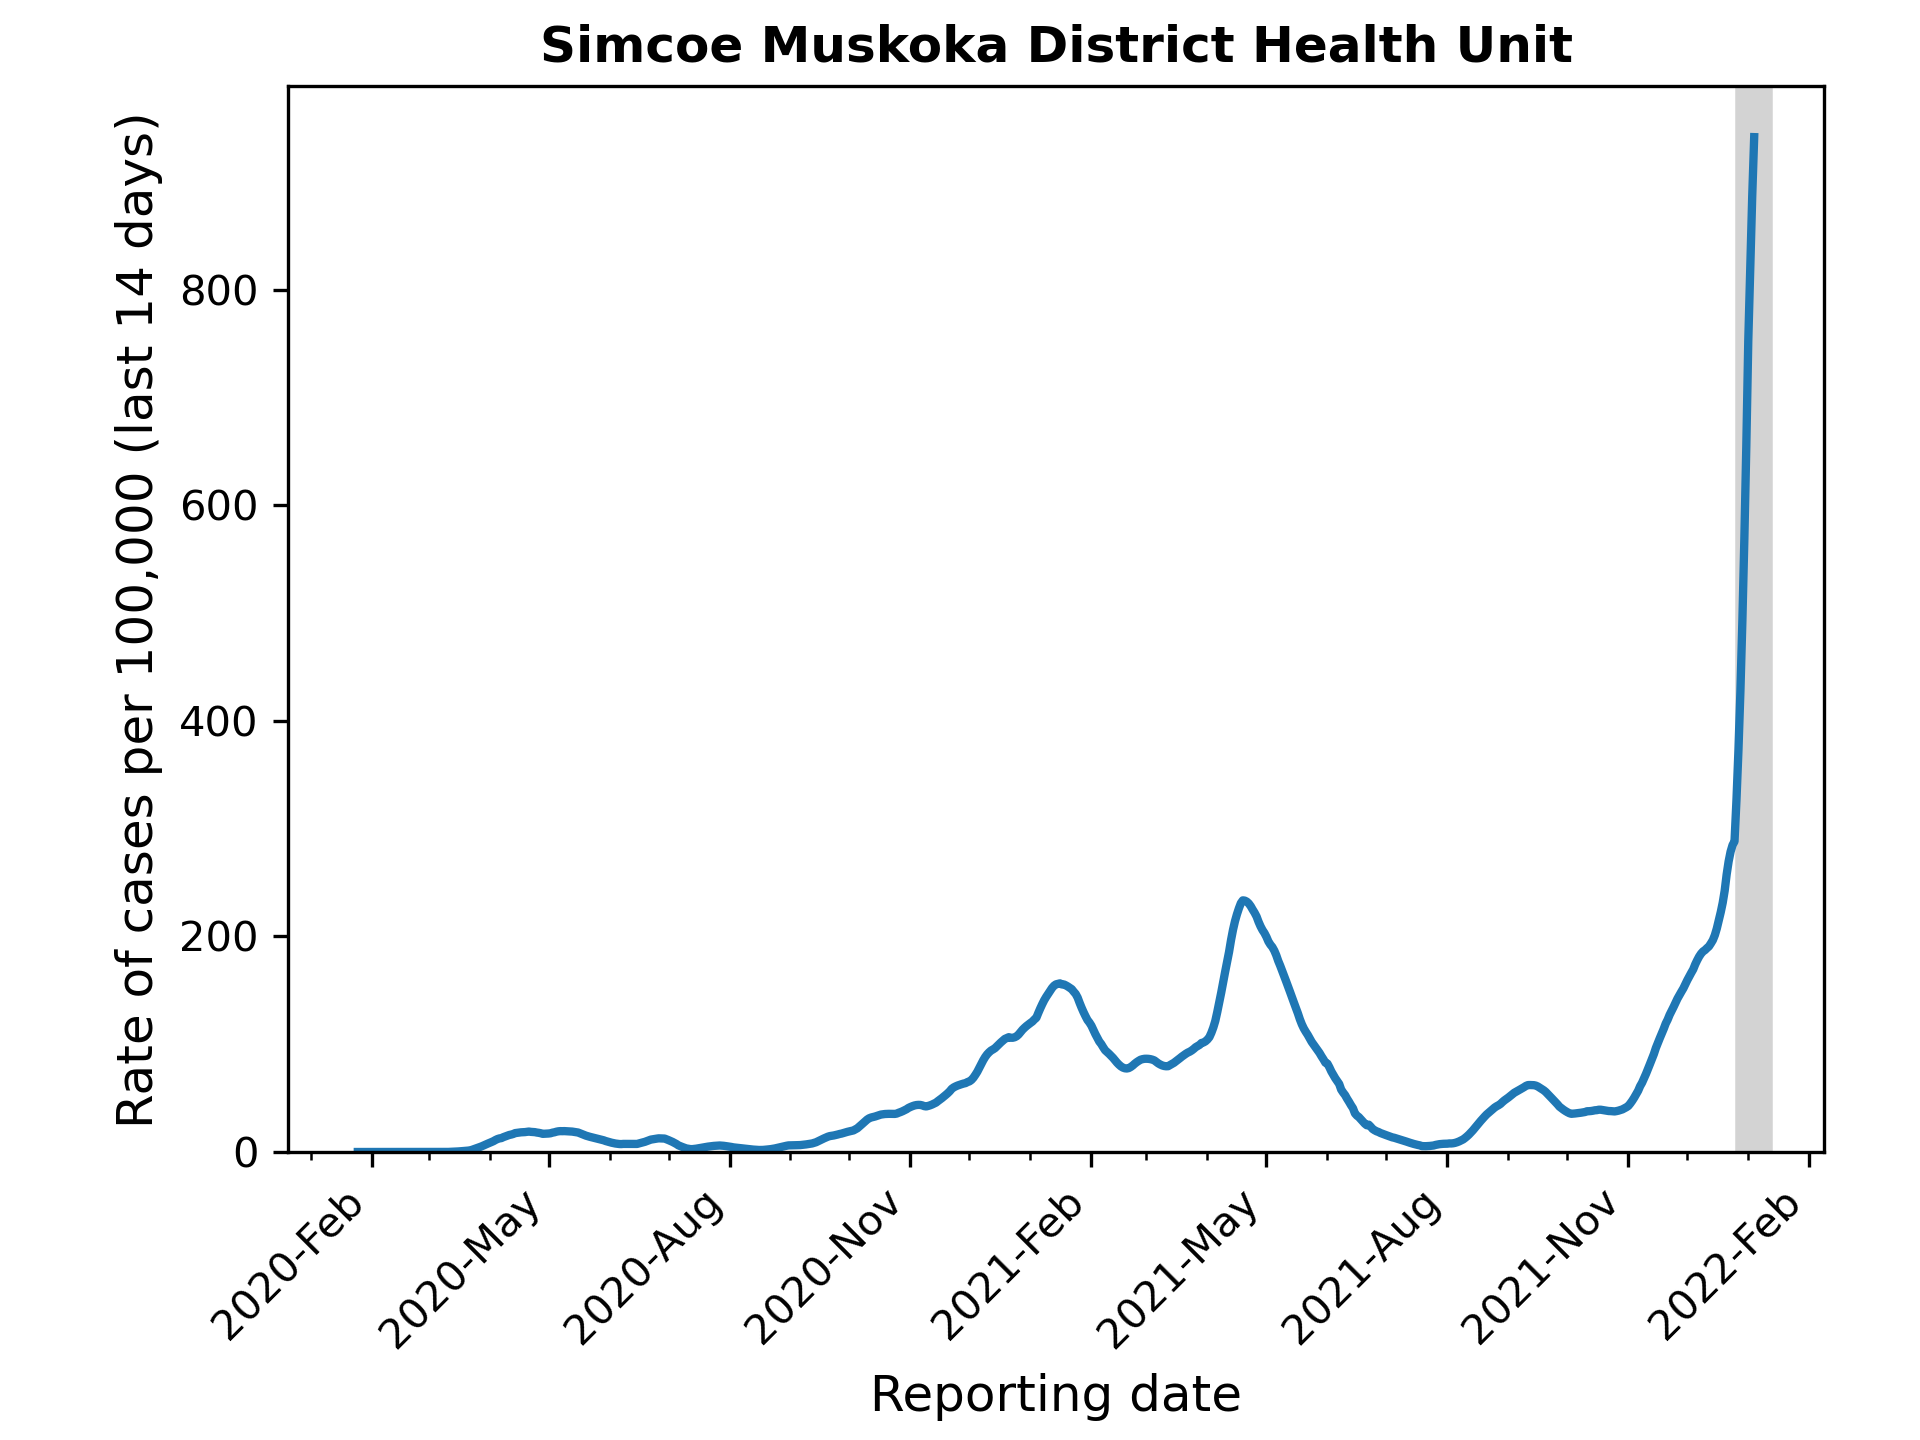 Simcoe Muskoka District Health Unit
Rate of cases per 100,000 (last 14 days)
800
600
400
200
0
2020-Feb
2020-May
2020-Aug
2020-Nov
2021-Feb
2021-May
2021-Aug
2021-Nov
2022-Feb
Reporting date